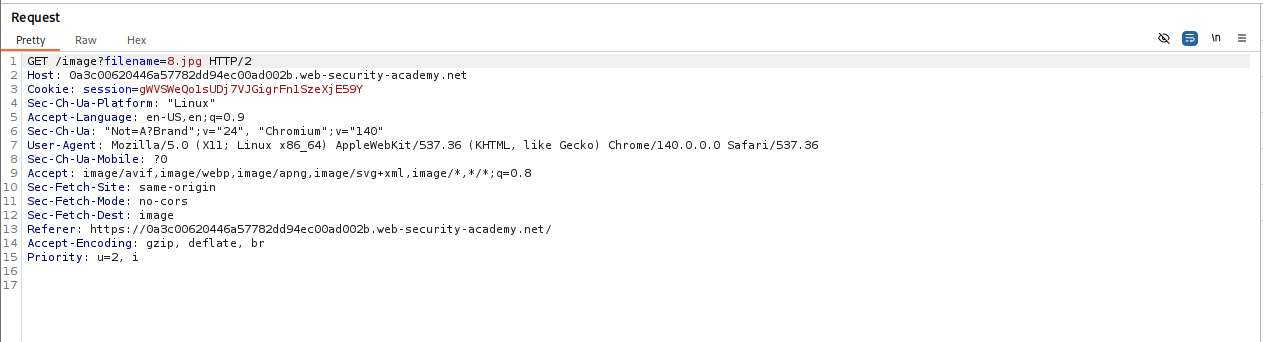 Request
Pretty Raw Hex \n
1 GET /image?filename=8.jpg HTTP/2
2 Host: 0a3c00620446a57782dd94ec00ad002b.web-security-academy.net
3 Cookie: session=gWVSWeQo1sUDj7VJGigrFn1SzeXjE59Y
4 Sec-Ch-Ua-Platform: "Linux"
5 Accept-Language: en-US,en;q=0.9
6 Sec-Ch-Ua: "Not=A?Brand";v="24", "Chromium";v="140"
7 User-Agent: Mozilla/5.0 (X11; Linux x86_64) AppleWebKit/537.36 (KHTML, like Gecko) Chrome/140.0.0.0 Safari/537.36
8 Sec-Ch-Ua-Mobile: ?0
9 Accept: image/avif,image/webp,image/apng,image/svg+xml,image/*,*/*;q=0.8
10 Sec-Fetch-Site: same-origin
11 Sec-Fetch-Mode: no-cors
12 Sec-Fetch-Dest: image
13 Referer: https://0a3c00620446a57782dd94ec00ad002b.web-security-academy.net/
14 Accept-Encoding: gzip, deflate, br
15 Priority: u=2, i
16
17